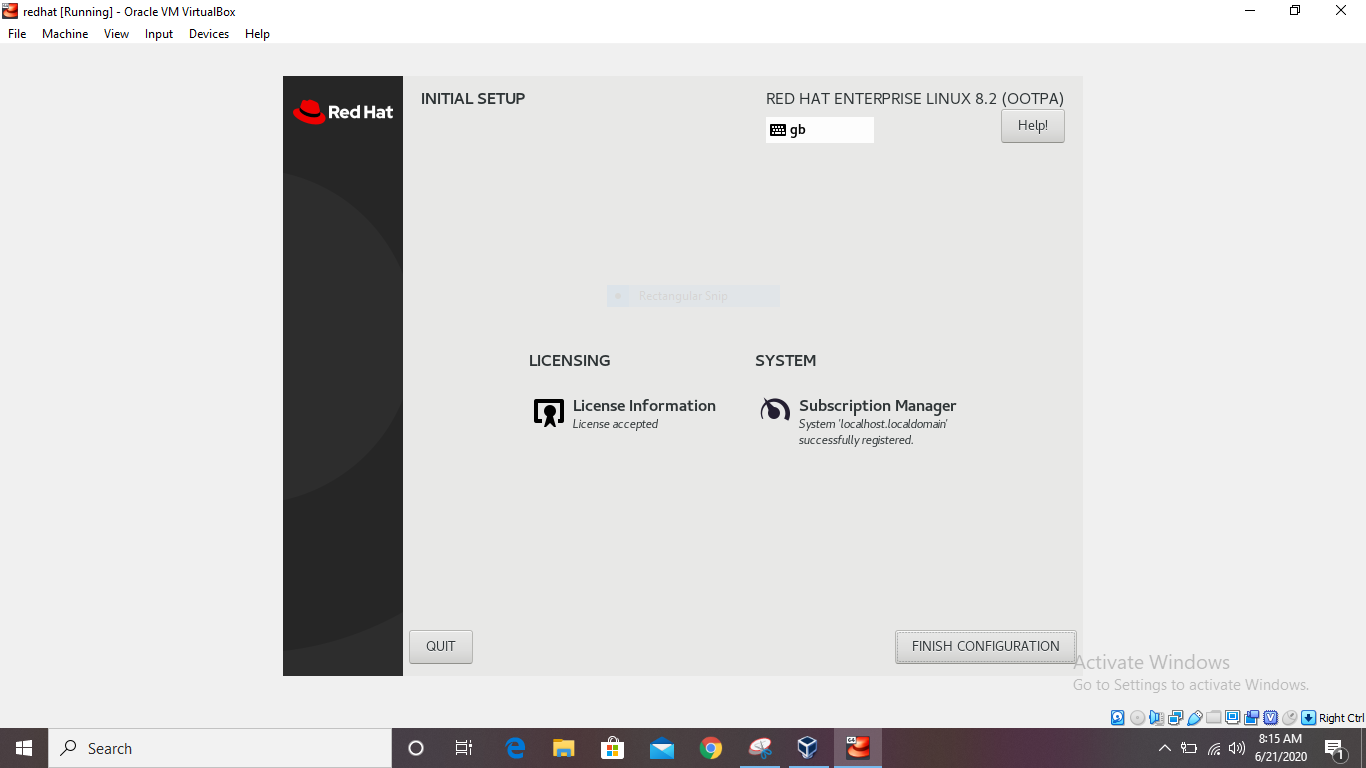 redhat [Running] - Oracle VM VirtualBox
File Machine View Input Devices Help
Red Hat
INITIAL SETUP
RED HAT ENTERPRISE LINUX 8.2 (OOTPA)
gb
Help!
Rectangular Snip
LICENSING
SYSTEM
License Information
License accepted
Subscription Manager
System 'localhost.localdomain'
successfully registered.
QUIT
FINISH CONFIGURATION
Activate Windows
Go to Settings to activate Windows.
Right Ctrl
Search
8:15 AM
6/21/2020
1